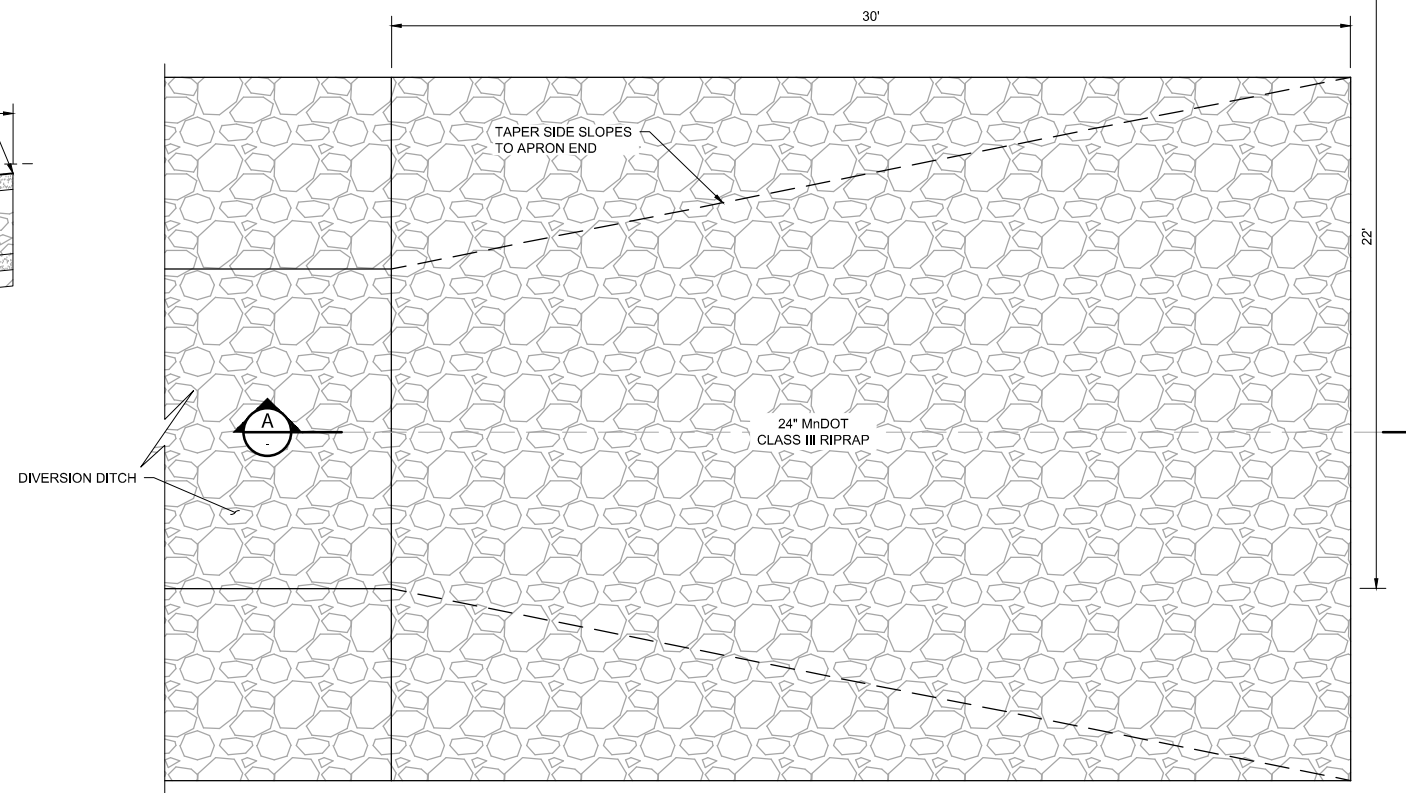 30'
TAPER SIDE SLOPES
TO APRON END
22'
A
-
24" MnDOT
CLASS III RIPRAP
DIVERSION DITCH